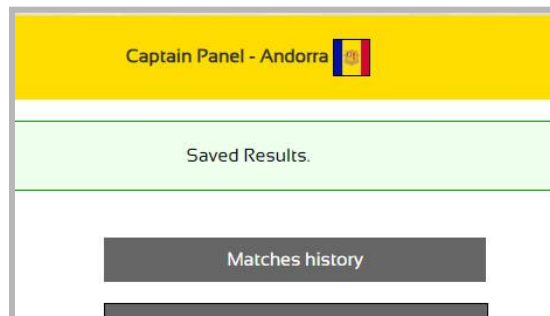 Captain Panel - Andorra
Saved Results.
Matches history